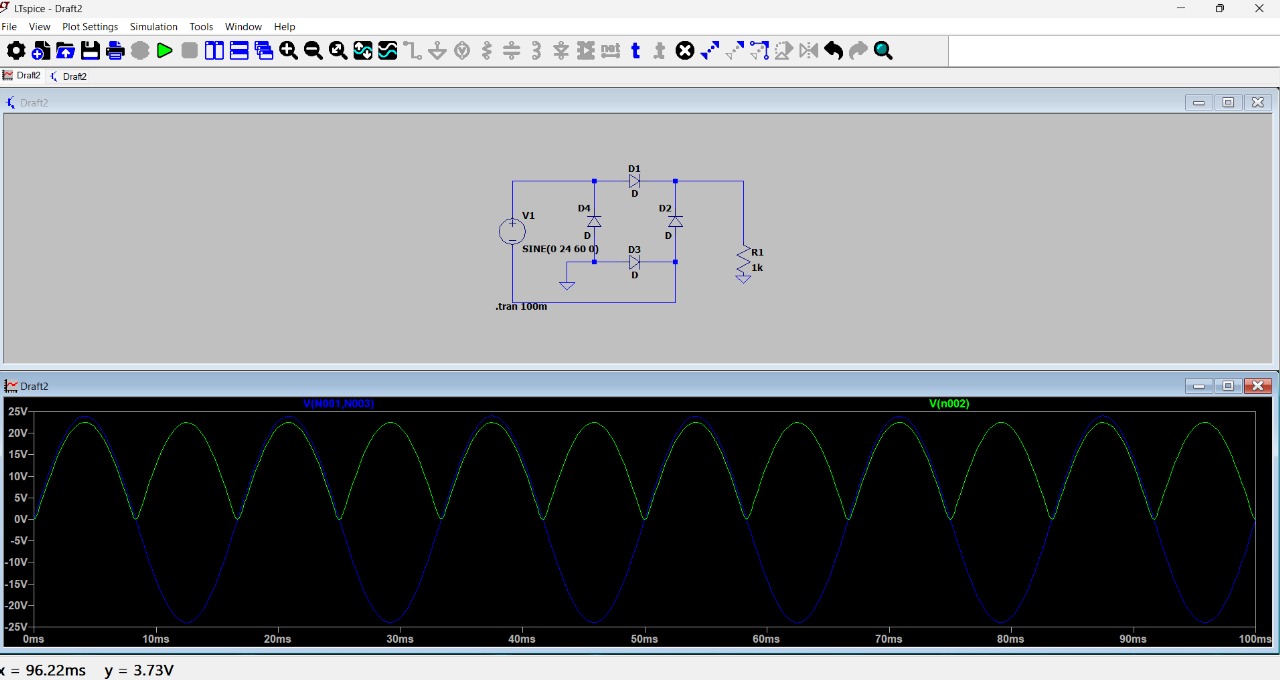 LTspice - Draft2
File View Plot Settings Simulation Tools Window Help
Draft2 Draft2
Draft2
D1
D
V1
D4
D2
D
D
SINE(0 24 60 0)
D3
D
R1
1k
.tran 100m
Draft2
V(N001,N003) V(n002)
25V
20V
15V
10V
5V
0V
-5V
-10V
-15V
-20V
-25V
0ms 10ms 20ms 30ms 40ms 50ms 60ms 70ms 80ms 90ms 100ms
x = 96.22ms y = 3.73V